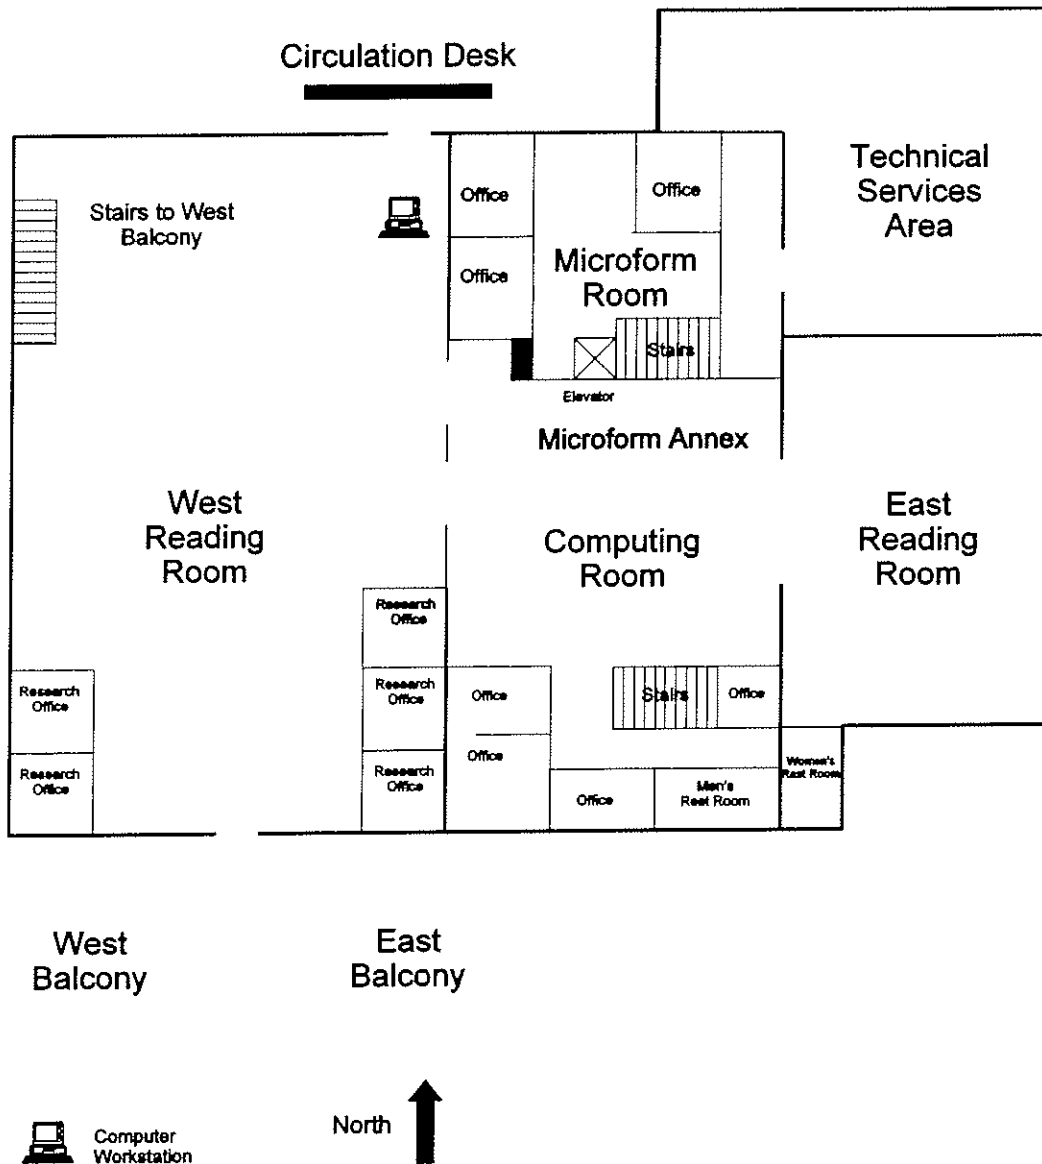 Circulation Desk
Technical
Services
Area
Office
Office
Stairs to West
Balcony
Office
Microform
Room
Stairs
Elevator
Microform Annex
West
Reading
Room
Computing
Room
East
Reading
Room
Research
Office
Research
Office
Research
Office
Office
Stairs
Office
Office
Research
Office
Research
Office
Office
Men's
Rest Room
Women's
Rest Room
West
Balcony
East
Balcony
North
Computer
Workstation